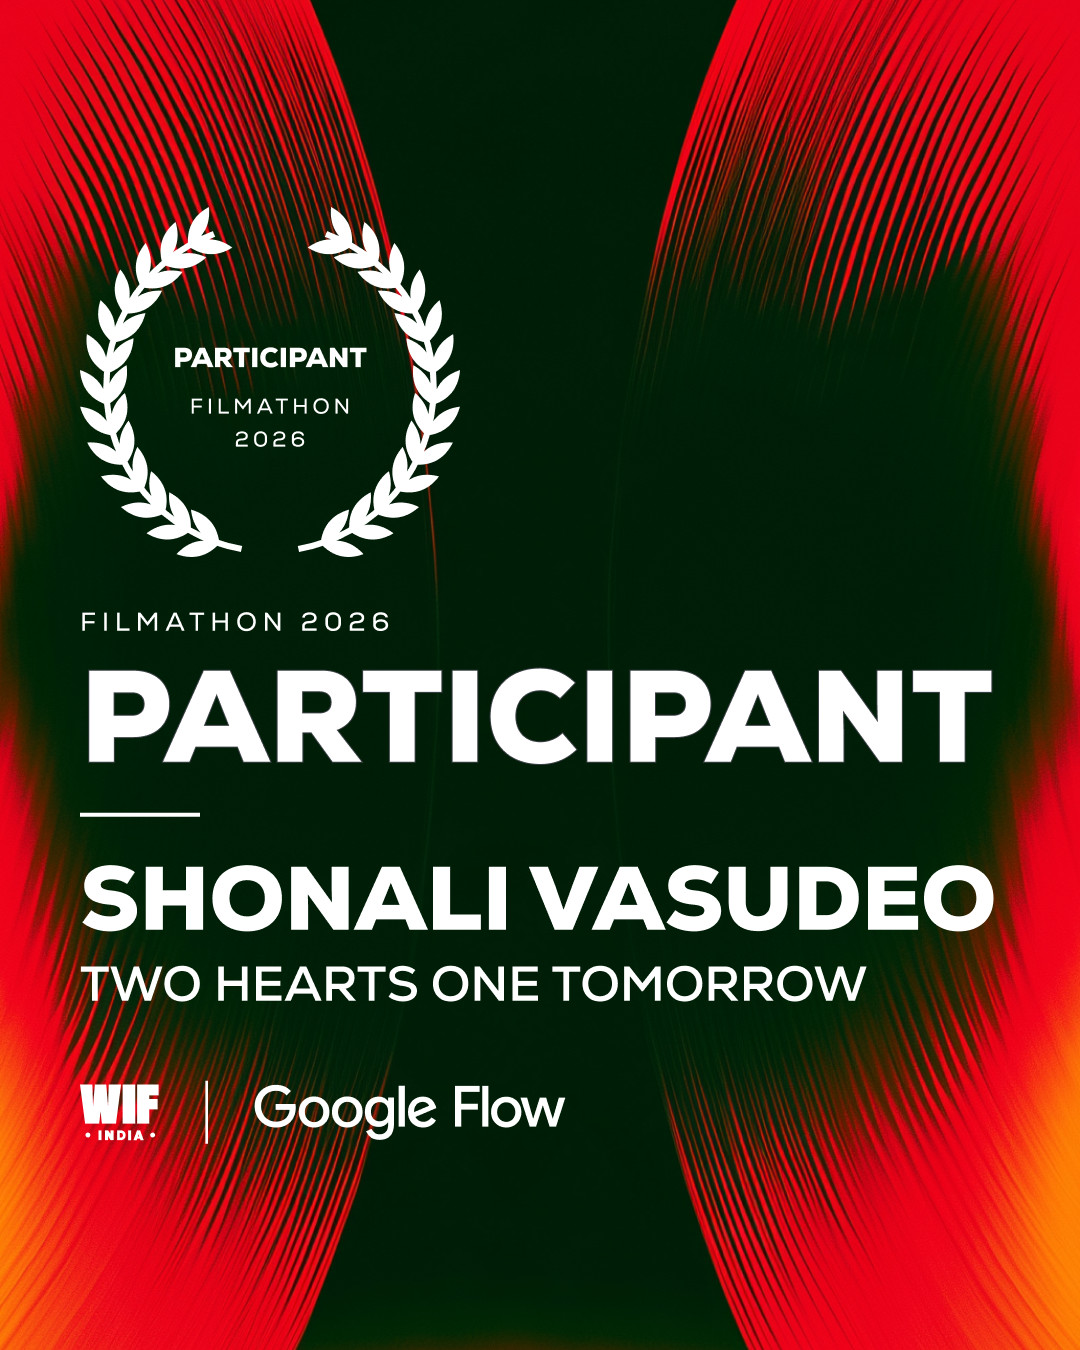 PARTICIPANT
FILMATHON
2026
FILMATHON 2026
PARTICIPANT
SHONALI VASUDEO
TWO HEARTS ONE TOMORROW
WIF
• INDIA •
Google Flow